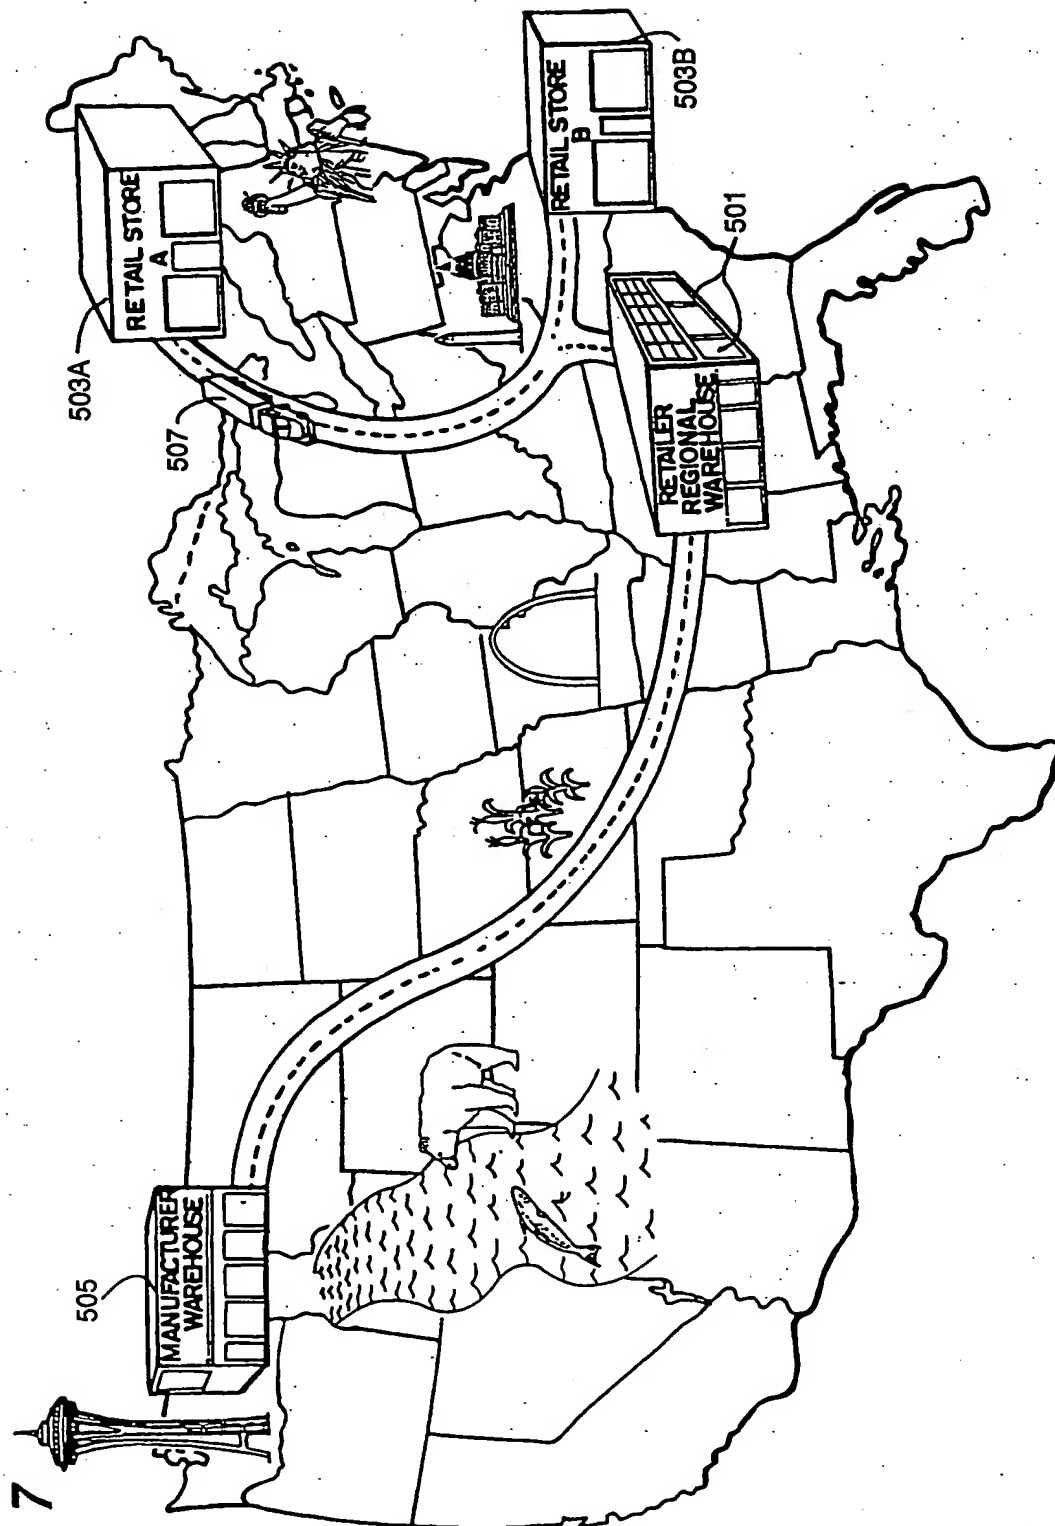 7
505
MANUFACTURER
WAREHOUSE
507
503A
RETAIL STORE
A
RETAIL STORE
B
503B
RETAILER
REGIONAL
WAREHOUSE
501